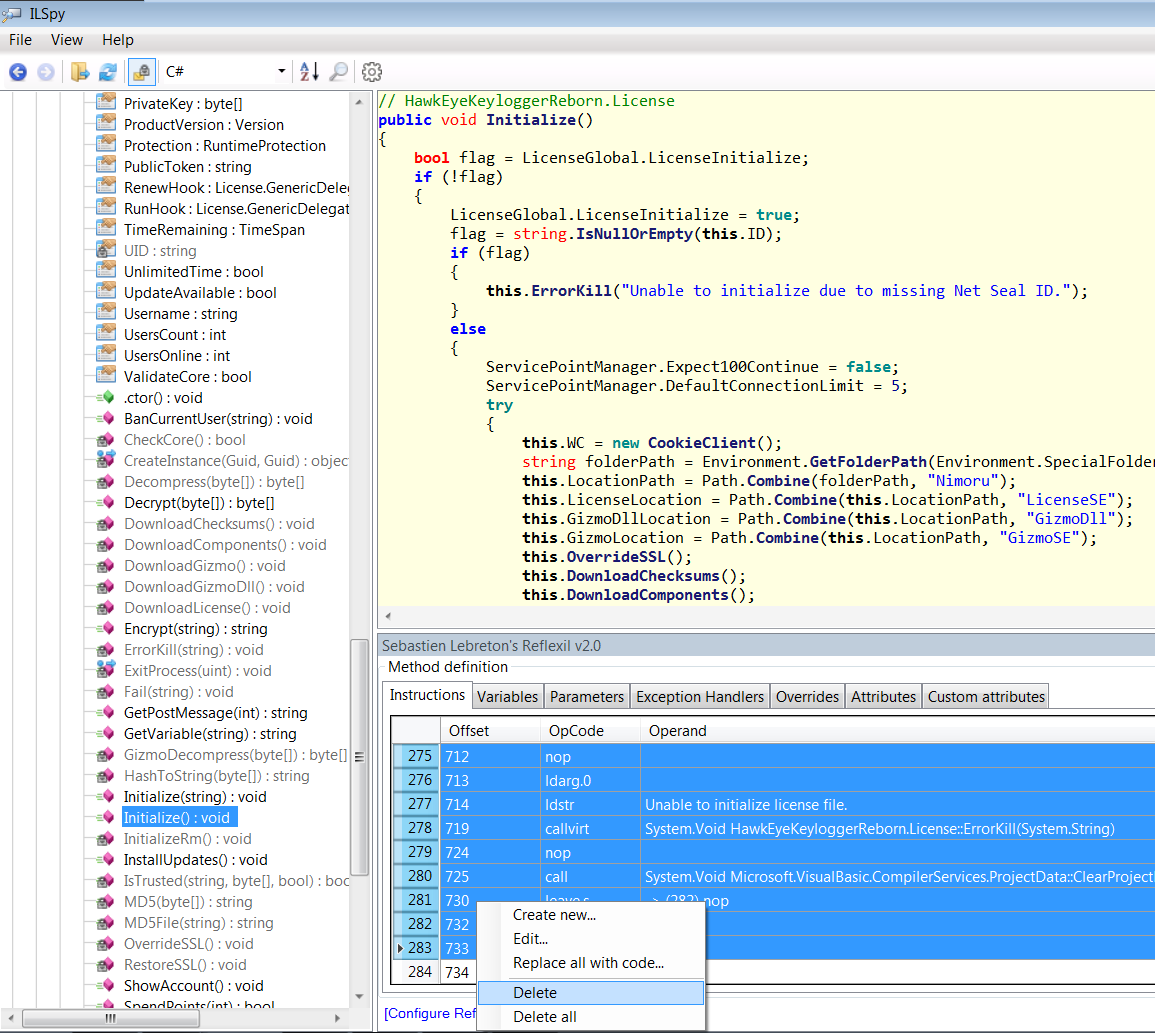 ILSpy
File View Help
C#
PrivateKey : byte[]
ProductVersion : Version
Protection : RuntimeProtection
PublicToken : string
RenewHook : License.GenericDeleg
RunHook : License.GenericDelegat
TimeRemaining : TimeSpan
UID : string
UnlimitedTime : bool
UpdateAvailable : bool
Username : string
UsersCount : int
UsersOnline : int
ValidateCore : bool
.ctor() : void
BanCurrentUser(string) : void
CheckCore() : bool
CreateInstance(Guid, Guid) : objec
Decompress(byte[]) : byte[]
Decrypt(byte[]) : byte[]
DownloadChecksums() : void
DownloadComponents() : void
DownloadGizmo() : void
DownloadGizmoDll() : void
DownloadLicense() : void
Encrypt(string) : string
ErrorKill(string) : void
ExitProcess(uint) : void
Fail(string) : void
GetPostMessage(int) : string
GetVariable(string) : string
GizmoDecompress(byte[]) : byte[]
HashToString(byte[]) : string
Initialize(string) : void
Initialize() : void
InitializeRm() : void
InstallUpdates() : void
IsTrusted(string, byte[], bool) : boo
MD5(byte[]) : string
MD5File(string) : string
OverrideSSL() : void
RestoreSSL() : void
ShowAccount() : void
SpendPoints(int) : bool
// HawkEyeKeyloggerReborn.License
public void Initialize()
{
bool flag = LicenseGlobal.LicenseInitialize;
if (!flag)
{
LicenseGlobal.LicenseInitialize = true;
flag = string.IsNullOrEmpty(this.ID);
if (flag)
{
this.ErrorKill("Unable to initialize due to missing Net Seal ID.");
}
else
{
ServicePointManager.Expect100Continue = false;
ServicePointManager.DefaultConnectionLimit = 5;
try
{
this.WC = new CookieClient();
string folderPath = Environment.GetFolderPath(Environment.SpecialFolder
this.LocationPath = Path.Combine(folderPath, "Nimoru");
this.LicenseLocation = Path.Combine(this.LocationPath, "LicenseSE");
this.GizmoDllLocation = Path.Combine(this.LocationPath, "GizmoDll");
this.GizmoLocation = Path.Combine(this.LocationPath, "GizmoSE");
this.OverrideSSL();
this.DownloadChecksums();
this.DownloadComponents();
Sebastien Lebreton's Reflexil v2.0
Method definition
Instructions Variables Parameters Exception Handlers Overrides Attributes Custom attributes
Offset OpCode Operand
275 712 nop
276 713 ldarg.0
277 714 ldstr Unable to initialize license file.
278 719 callvirt System.Void HawkEyeKeyloggerReborn.License::ErrorKill(System.String)
279 724 nop
280 725 call System.Void Microsoft.VisualBasic.CompilerServices.ProjectData::ClearProject
281 730 leave.s -> (282) nop
282 732
283 733
284 734
Create new...
Edit...
Replace all with code...
Delete
Delete all
[Configure Ref